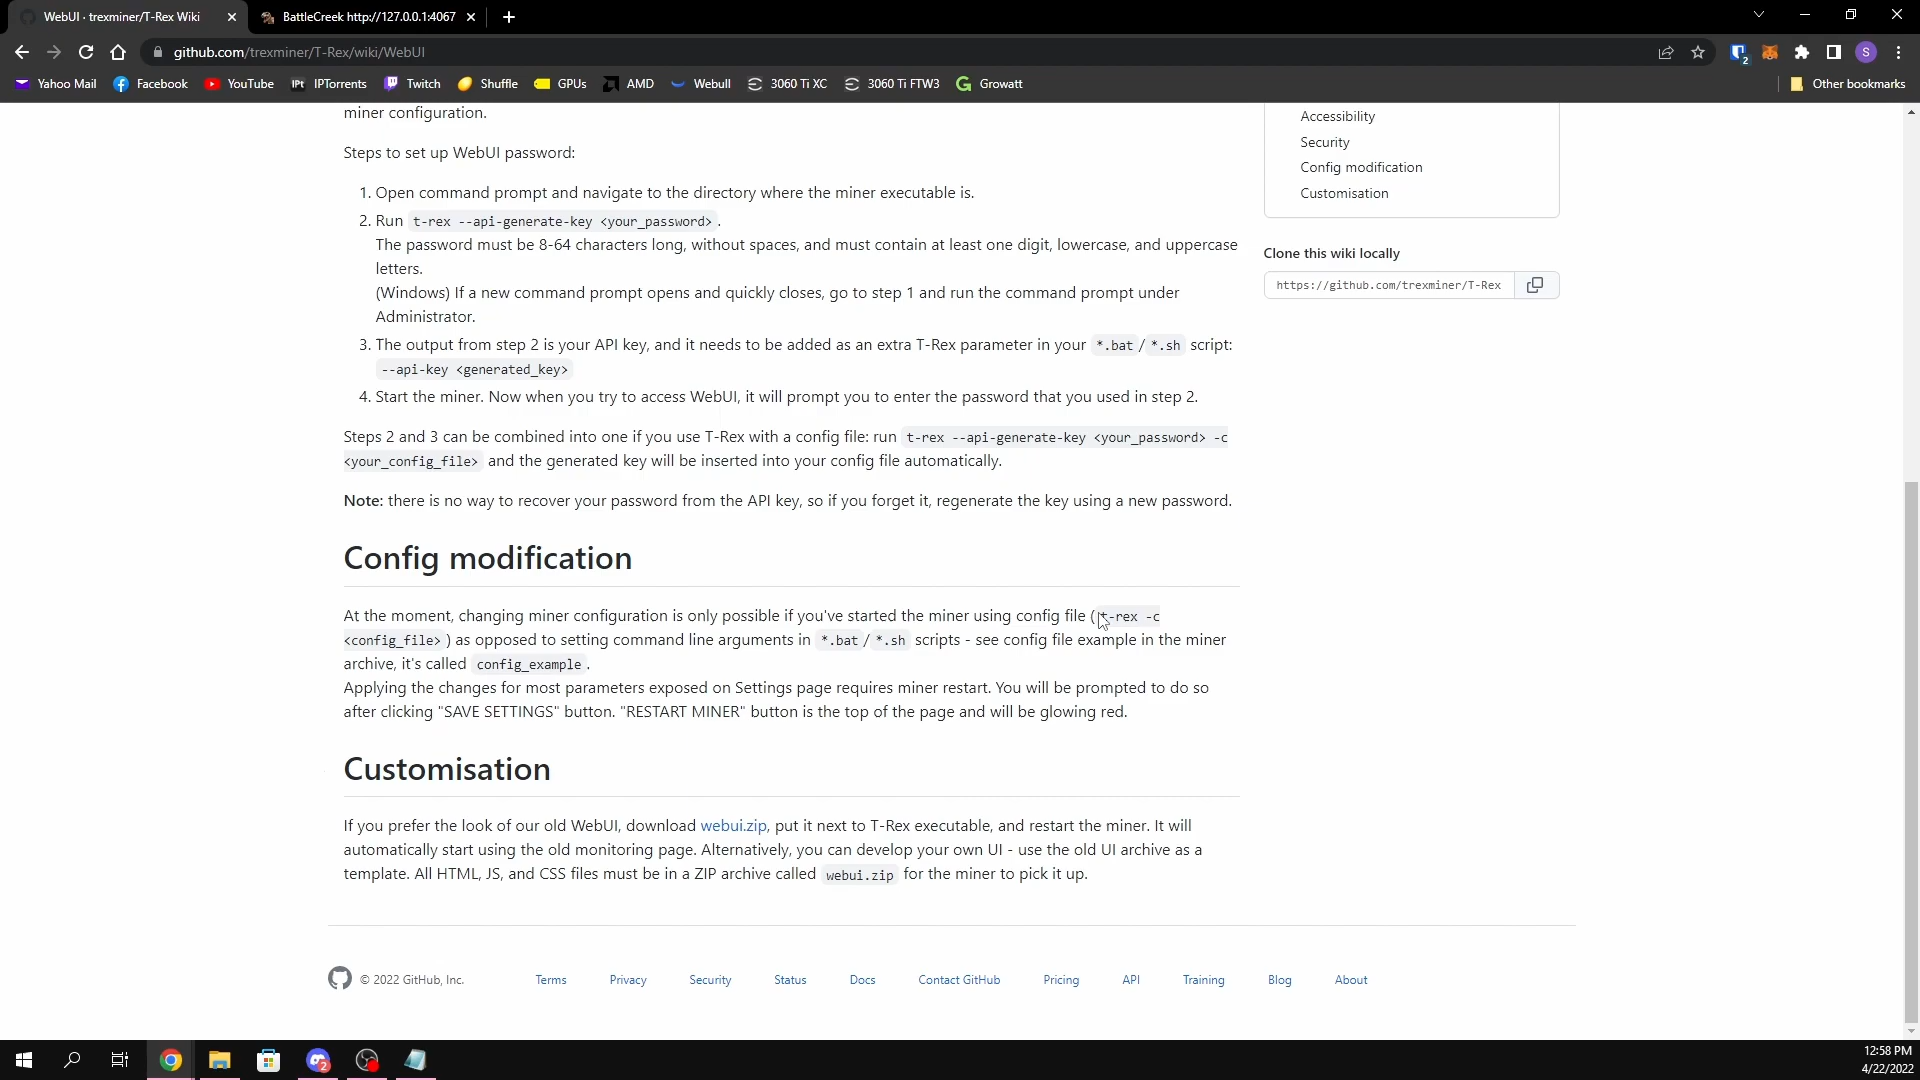 WebUI · trexminer/T-Rex Wiki
BattleCreek http://127.0.0.1:4067
github.com/trexminer/T-Rex/wiki/WebUI
2
S
Yahoo Mail
Facebook
YouTube
IPT
IPTorrents
Twitch
Shuffle
GPUs
AMD
Webull
3060 Ti XC
3060 Ti FTW3
Growatt
Other bookmarks
miner configuration.
Steps to set up WebUI password:
1. Open command prompt and navigate to the directory where the miner executable is.
2. Run t-rex --api-generate-key <your_password> .
The password must be 8-64 characters long, without spaces, and must contain at least one digit, lowercase, and uppercase
letters.
(Windows) If a new command prompt opens and quickly closes, go to step 1 and run the command prompt under
Administrator.
3. The output from step 2 is your API key, and it needs to be added as an extra T-Rex parameter in your *.bat / *.sh script:
--api-key <generated_key>
4. Start the miner. Now when you try to access WebUI, it will prompt you to enter the password that you used in step 2.
Steps 2 and 3 can be combined into one if you use T-Rex with a config file: run t-rex --api-generate-key <your_password> -c
<your_config_file> and the generated key will be inserted into your config file automatically.
Note: there is no way to recover your password from the API key, so if you forget it, regenerate the key using a new password.
Config modification
At the moment, changing miner configuration is only possible if you've started the miner using config file ( t-rex -c
<config_file> ) as opposed to setting command line arguments in *.bat / *.sh scripts - see config file example in the miner
archive, it's called config_example .
Applying the changes for most parameters exposed on Settings page requires miner restart. You will be prompted to do so
after clicking "SAVE SETTINGS" button. "RESTART MINER" button is the top of the page and will be glowing red.
Customisation
If you prefer the look of our old WebUI, download webui.zip, put it next to T-Rex executable, and restart the miner. It will
automatically start using the old monitoring page. Alternatively, you can develop your own UI - use the old UI archive as a
template. All HTML, JS, and CSS files must be in a ZIP archive called webui.zip for the miner to pick it up.
Accessibility
Security
Config modification
Customisation
Clone this wiki locally
https://github.com/trexminer/T-Rex
© 2022 GitHub, Inc.
Terms
Privacy
Security
Status
Docs
Contact GitHub
Pricing
API
Training
Blog
About
2
12:58 PM
4/22/2022